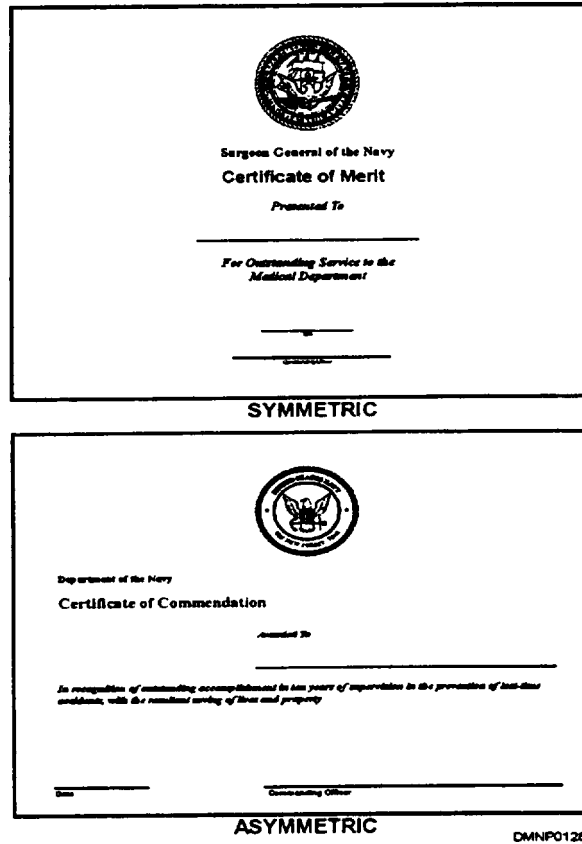 Surgeon General of the Navy
Certificate of Merit
Presented To
For Outstanding Service to the
Medical Department
SYMMETRIC
Department of the Navy
Certificate of Commendation
Awarded To
In recognition of outstanding accomplishment in ten years of supervision in the prevention of lost-time
accidents, with the resultant saving of lives and property
Date
Commanding Officer
ASYMMETRIC
DMNP0126